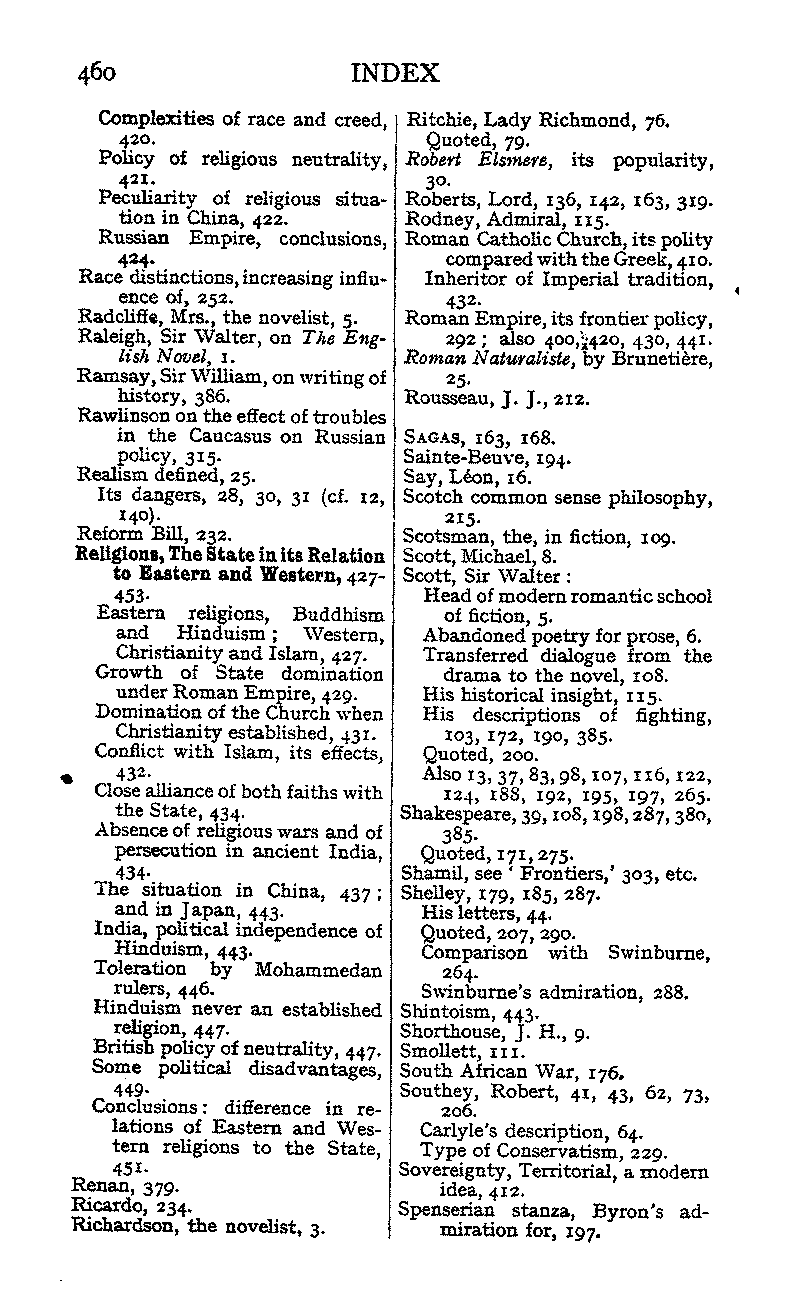 460 INDEX
Complexities of race and creed,
420.
Policy of religious neutrality,
421.
Peculiarity of religious situa-
tion in China, 422.
Russian Empire, conclusions,
424.
Race distinctions, increasing influ-
ence of, 252.
Radcliffe, Mrs., the novelist, 5.
Raleigh, Sir Walter, on The Eng-
lish Novel, 1.
Ramsay, Sir William, on writing of
history, 386.
Rawlinson on the effect of troubles
in the Caucasus on Russian
policy, 315.
Realism defined, 25.
Its dangers, 28, 30, 31 (cf. 12,
140).
Reform Bill, 232.
Religions, The State in its Relation
to Eastern and Western, 427-
453.
Eastern religions, Buddhism
and Hinduism; Western,
Christianity and Islam, 427.
Growth of State domination
under Roman Empire, 429.
Domination of the Church when
Christianity established, 431.
Conflict with Islam, its effects,
432.
Close alliance of both faiths with
the State, 434.
Absence of religious wars and of
persecution in ancient India,
434.
The situation in China, 437;
and in Japan, 443.
India, political independence of
Hinduism, 443.
Toleration by Mohammedan
rulers, 446.
Hinduism never an established
religion, 447.
British policy of neutrality, 447.
Some political disadvantages,
449.
Conclusions: difference in re-
lations of Eastern and Wes-
tern religions to the State,
451.
Renan, 379.
Ricardo, 234.
Richardson, the novelist, 3.
Ritchie, Lady Richmond, 76.
Quoted, 79.
Robert Elsmere, its popularity,
30.
Roberts, Lord, 136, 142, 163, 319.
Rodney, Admiral, 115.
Roman Catholic Church, its polity
compared with the Greek, 410.
Inheritor of Imperial tradition,
432.
Roman Empire, its frontier policy,
292; also 400, 420, 430, 441.
Roman Naturaliste, by Brunetière,
25.
Rousseau, J. J., 212.
SAGAS, 163, 168.
Sainte-Beuve, 194.
Say, Léon, 16.
Scotch common sense philosophy,
215.
Scotsman, the, in fiction, 109.
Scott, Michael, 8.
Scott, Sir Walter:
Head of modern romantic school
of fiction, 5.
Abandoned poetry for prose, 6.
Transferred dialogue from the
drama to the novel, 108.
His historical insight, 115.
His descriptions of fighting,
103, 172, 190, 385.
Quoted, 200.
Also 13, 37, 83, 98, 107, 116, 122,
124, 188, 192, 195, 197, 265.
Shakespeare, 39, 108, 198, 287, 380,
385.
Quoted, 171, 275.
Shamil, see ‘ Frontiers,’ 303, etc.
Shelley, 179, 185, 287.
His letters, 44.
Quoted, 207, 290.
Comparison with Swinburne,
264.
Swinburne's admiration, 288.
Shintoism, 443.
Shorthouse, J. H., 9.
Smollett, 111.
South African War, 176.
Southey, Robert, 41, 43, 62, 73,
206.
Carlyle's description, 64.
Type of Conservatism, 229.
Sovereignty, Territorial, a modern
idea, 412.
Spenserian stanza, Byron's ad-
miration for, 197.